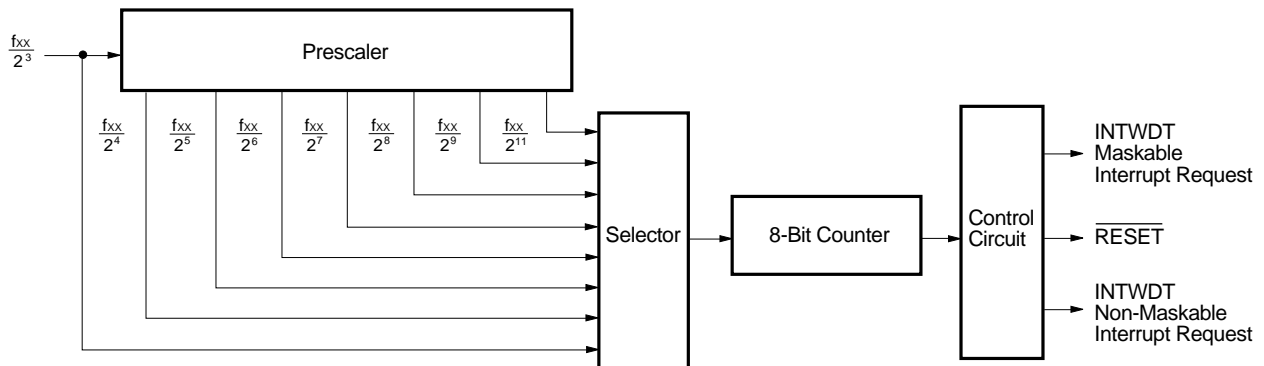 fxx
2³
Prescaler
fxx
2⁴
fxx
2⁵
fxx
2⁶
fxx
2⁷
fxx
2⁸
fxx
2⁹
fxx
2¹¹
Selector
8-Bit Counter
Control
Circuit
INTWDT
Maskable
Interrupt Request
RESET
INTWDT
Non-Maskable
Interrupt Request